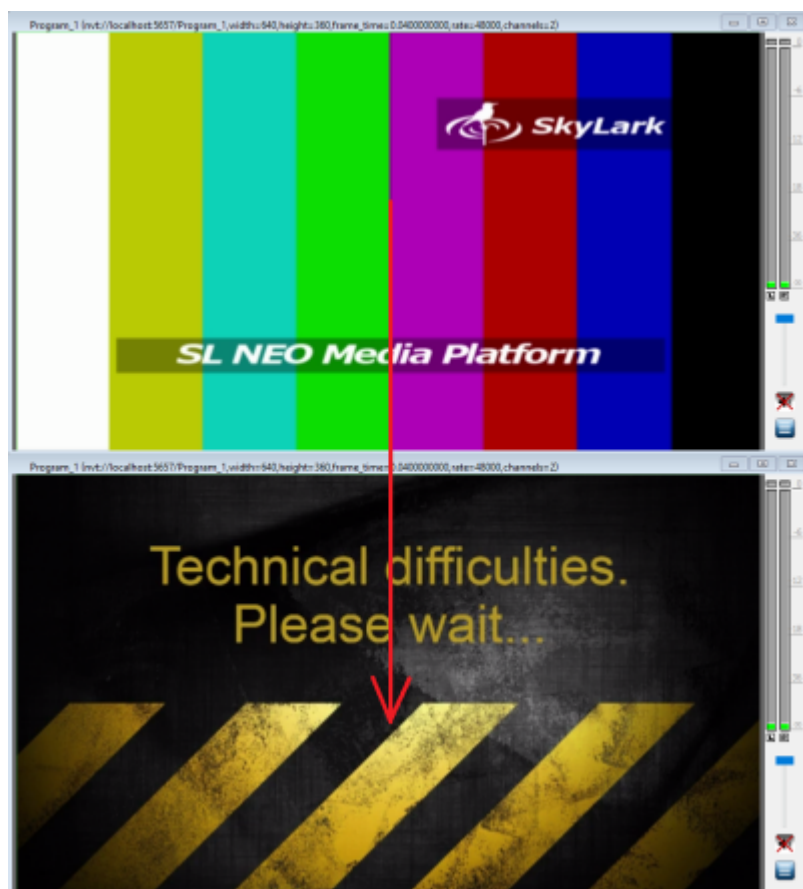 Program_1 (nvt://localhost:5657/Program_1,width=640,height=360,frame_time=0.0400000000,rate=48000,channels=2)
SkyLark
SL NEO Media Platform
Program_1 (nvt://localhost:5657/Program_1,width=640,height=360,frame_time=0.0400000000,rate=48000,channels=2)
Technical difficulties.
Please wait...